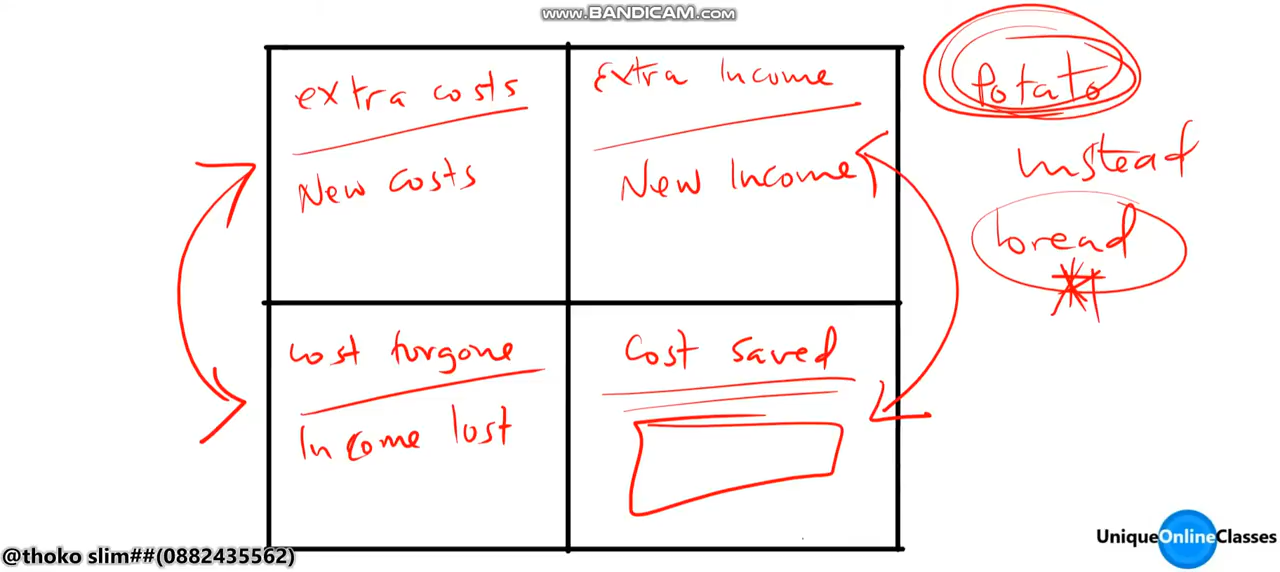 www.BANDICAM.com
extra costs
New costs
Extra Income
New Income
Potato
instead
bread
cost forgone
Income lost
Cost saved
@thoko slim##(0882435562)
UniqueOnlineClasses